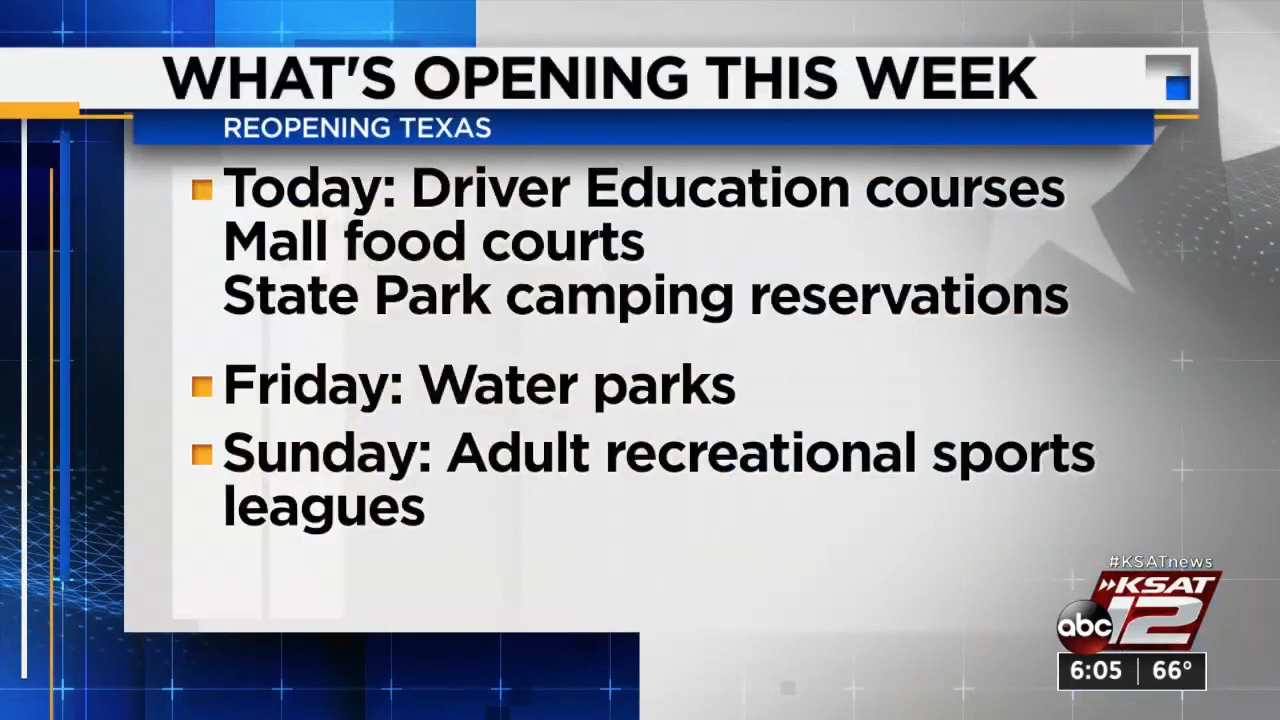 WHAT'S OPENING THIS WEEK
REOPENING TEXAS
Today: Driver Education courses
Mall food courts
State Park camping reservations
Friday: Water parks
Sunday: Adult recreational sports
leagues
#KSATnews
KSAT
abc 12
6:05 66°